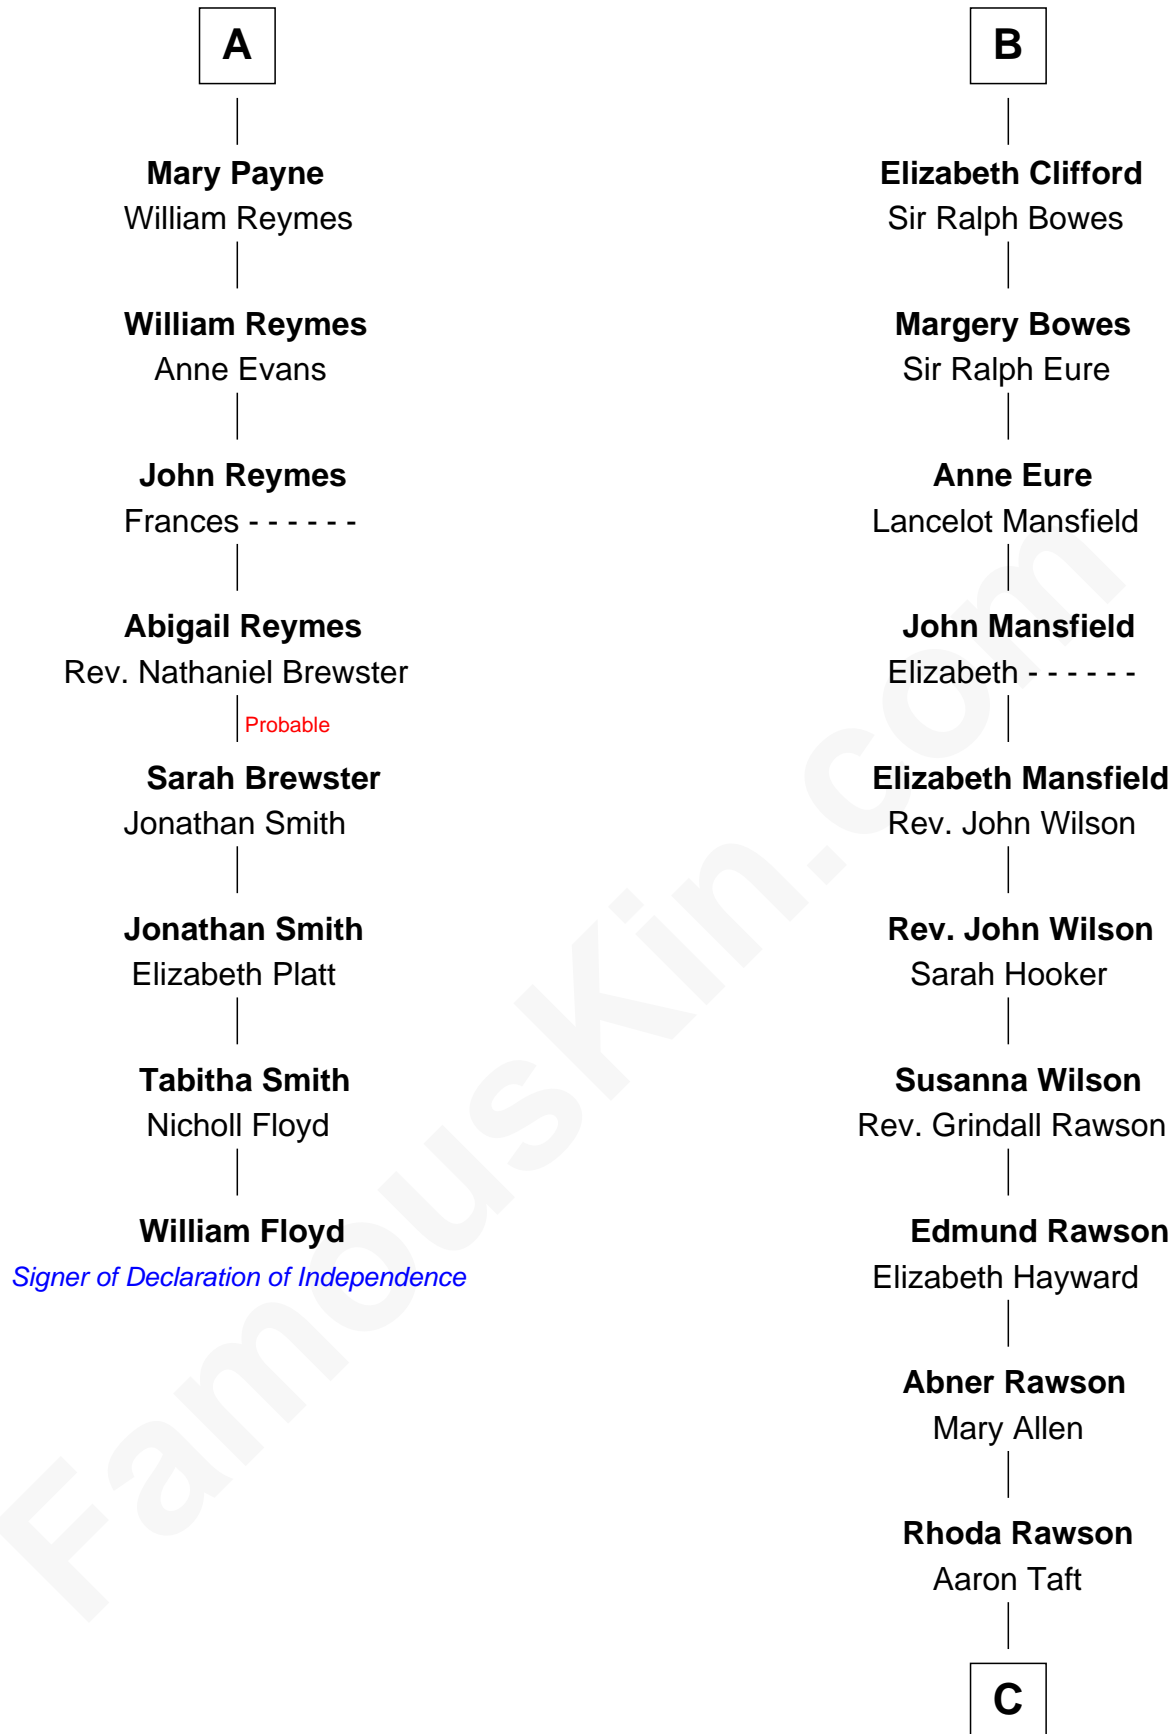 A
Mary Payne
William Reymes
William Reymes
Anne Evans
John Reymes
Frances - - - - - -
Abigail Reymes
Rev. Nathaniel Brewster
Probable
Sarah Brewster
Jonathan Smith
Jonathan Smith
Elizabeth Platt
Tabitha Smith
Nicholl Floyd
William Floyd
Signer of Declaration of Independence
B
Elizabeth Clifford
Sir Ralph Bowes
Margery Bowes
Sir Ralph Eure
Anne Eure
Lancelot Mansfield
John Mansfield
Elizabeth - - - - - -
Elizabeth Mansfield
Rev. John Wilson
Rev. John Wilson
Sarah Hooker
Susanna Wilson
Rev. Grindall Rawson
Edmund Rawson
Elizabeth Hayward
Abner Rawson
Mary Allen
Rhoda Rawson
Aaron Taft
C
FamousKin.com